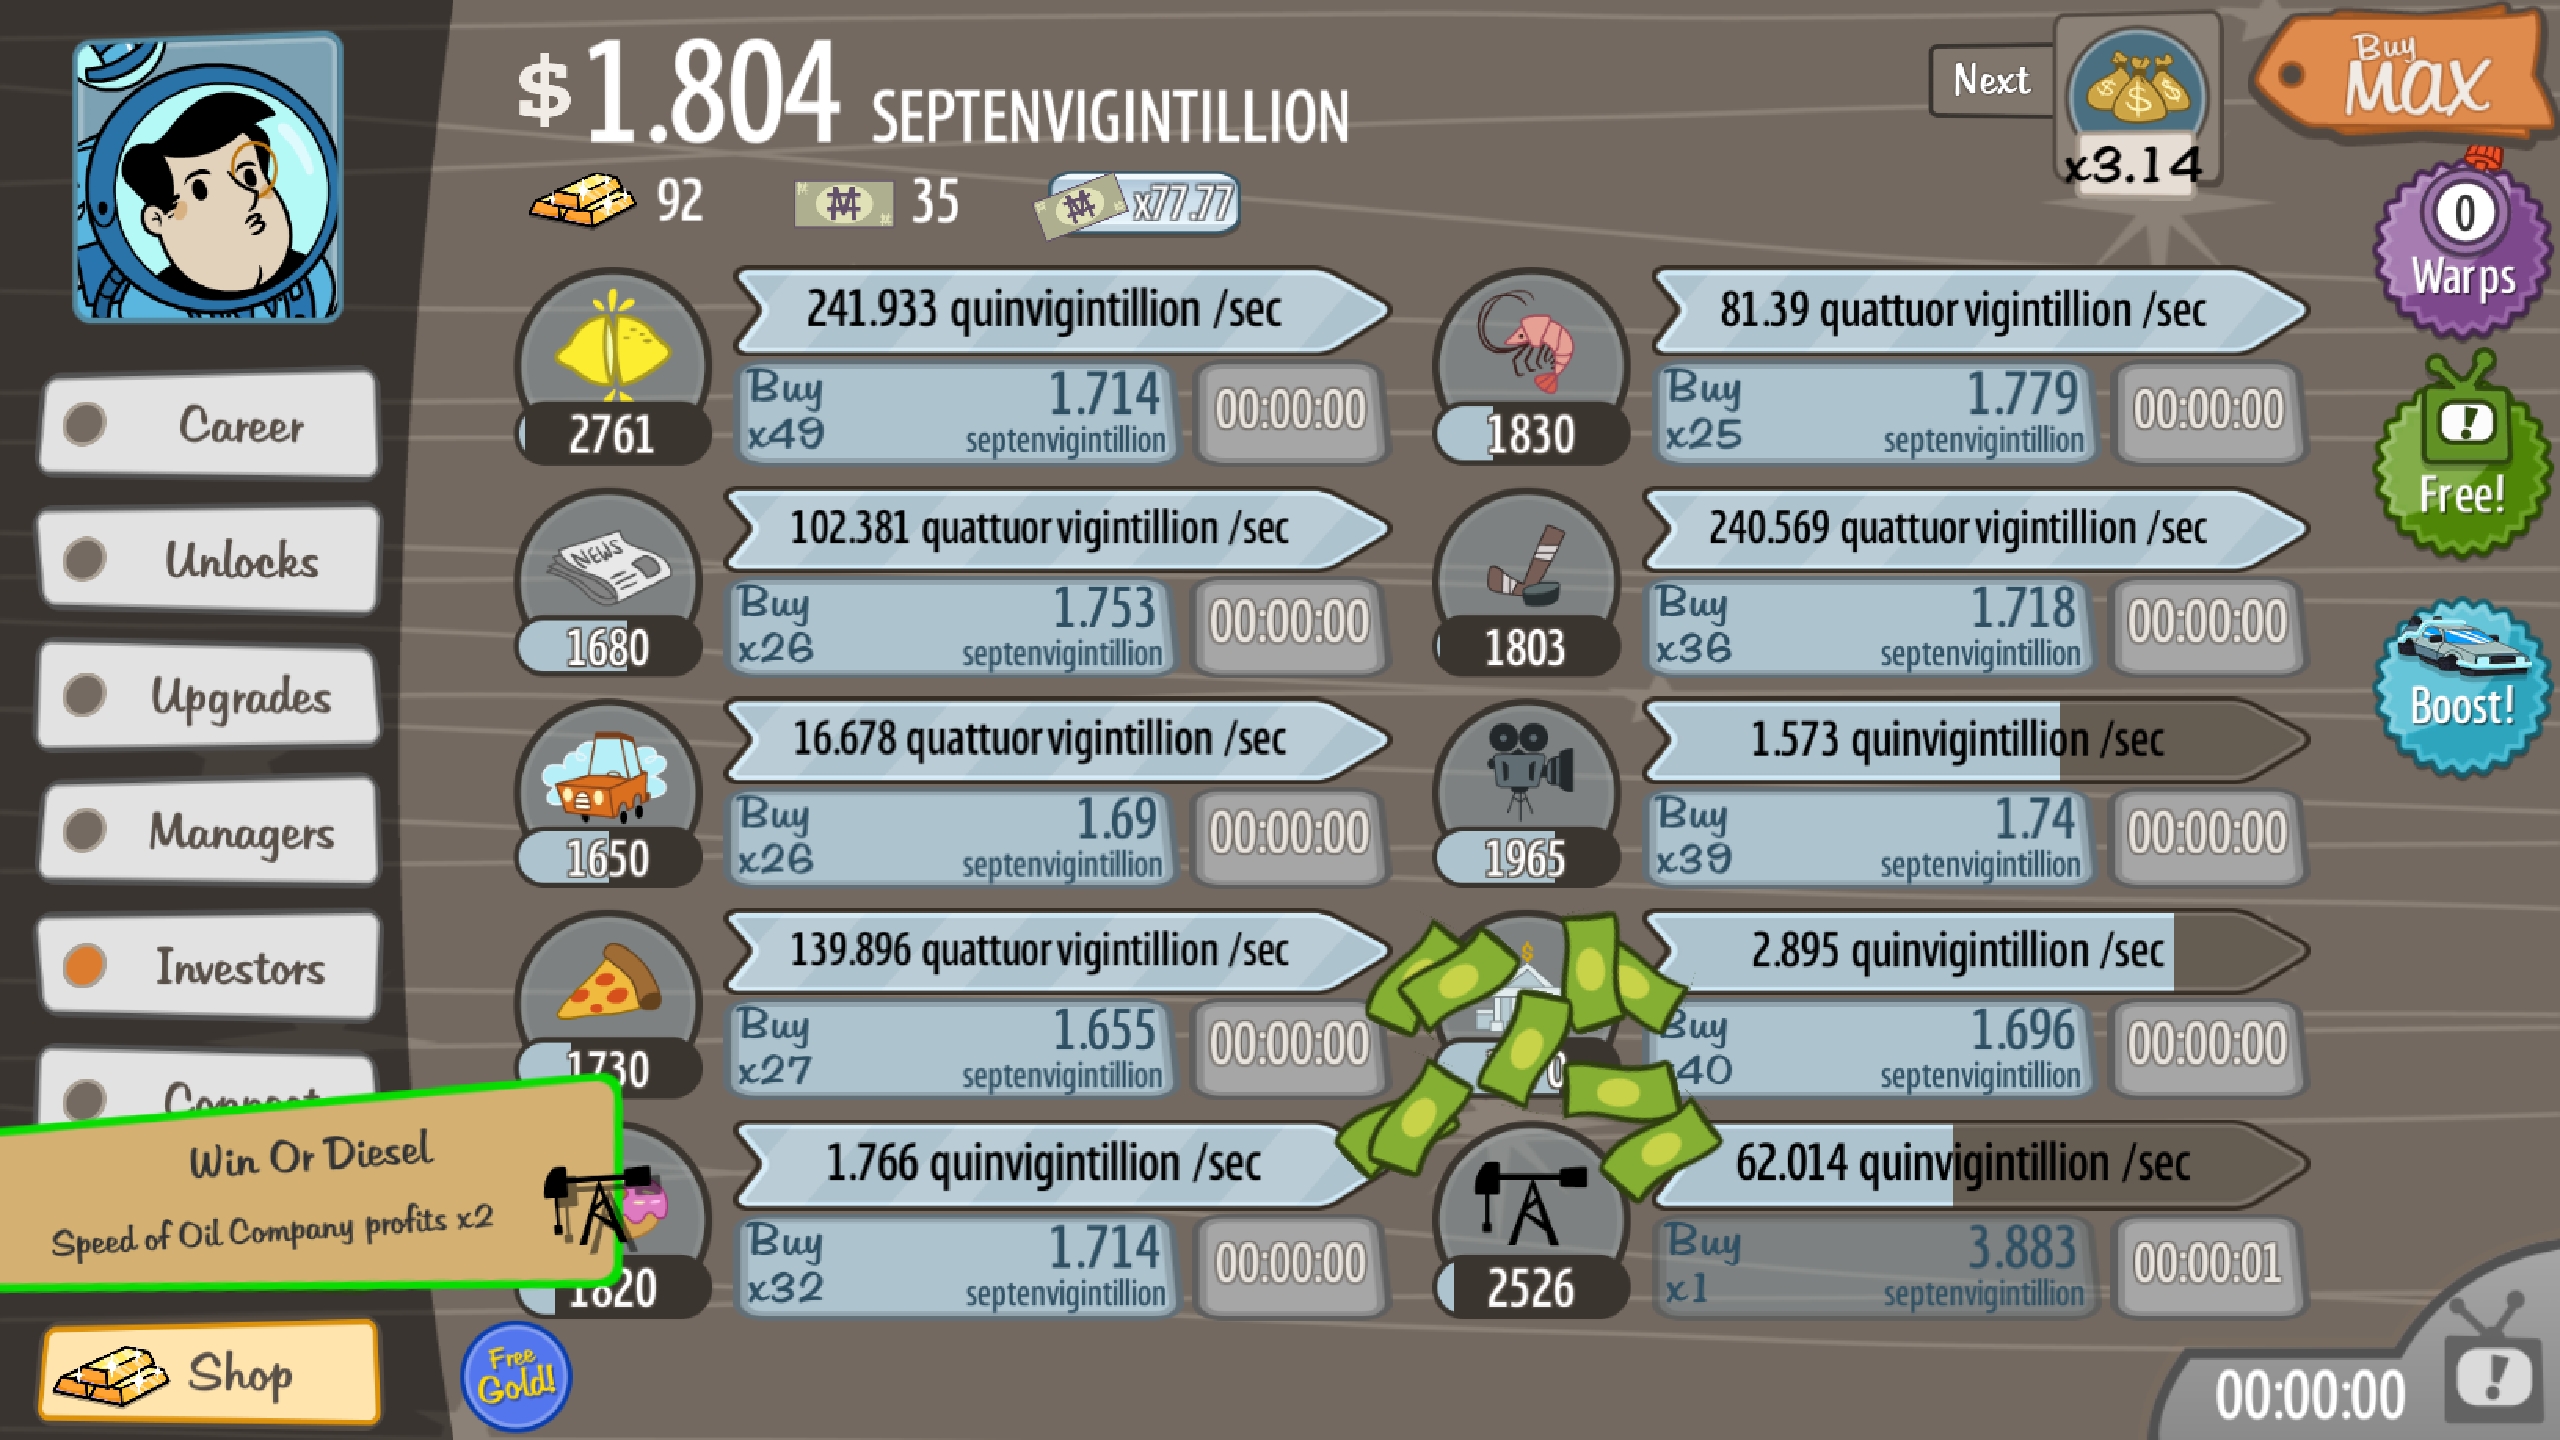 $1.804 SEPTENVIGINTILLION
92 35 x77.77
Next
x3.14
Buy
MAX
0
Warps
Free!
Boost!
Career
Unlocks
Upgrades
Managers
Investors
Connect
Win Or Diesel
Speed of Oil Company profits x2
Shop
Free
Gold!
2761
241.933 quinvigintillion /sec
Buy 1.714
x49 septenvigintillion
00:00:00
1830
81.39 quattuorvigintillion /sec
Buy 1.779
x25 septenvigintillion
00:00:00
NEWS
1680
102.381 quattuorvigintillion /sec
Buy 1.753
x26 septenvigintillion
00:00:00
1803
240.569 quattuorvigintillion /sec
Buy 1.718
x36 septenvigintillion
00:00:00
1650
16.678 quattuorvigintillion /sec
Buy 1.69
x26 septenvigintillion
00:00:00
1965
1.573 quinvigintillion /sec
Buy 1.74
x39 septenvigintillion
00:00:00
1730
139.896 quattuorvigintillion /sec
Buy 1.655
x27 septenvigintillion
00:00:00
2.895 quinvigintillion /sec
Buy 1.696
40 septenvigintillion
00:00:00
1820
1.766 quinvigintillion /sec
Buy 1.714
x32 septenvigintillion
00:00:00
2526
62.014 quinvigintillion /sec
Buy 3.883
x1 septenvigintillion
00:00:01
00:00:00